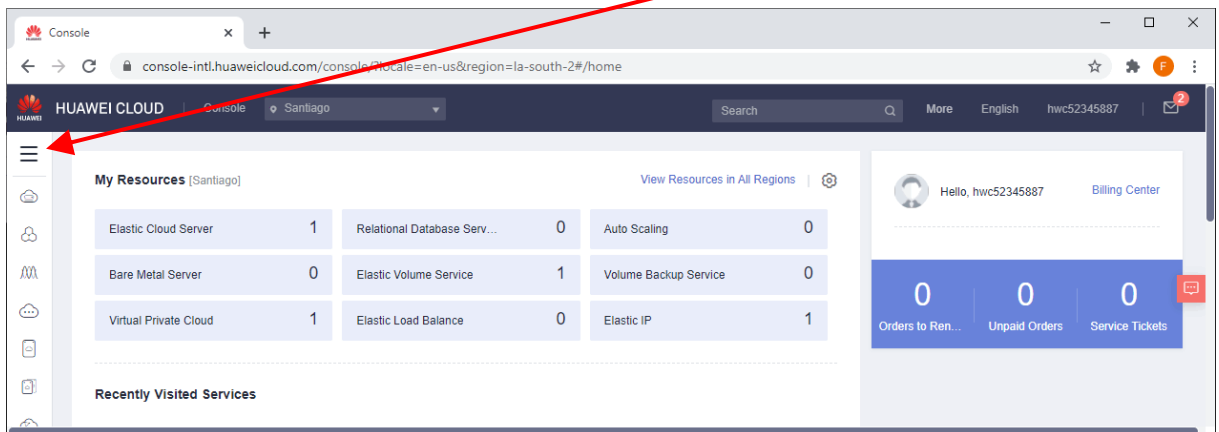 Console
console-intl.huaweicloud.com/console/?locale=en-us&region=la-south-2#/home
F
HUAWEI
HUAWEI CLOUD | Console Santiago Search More English hwc52345887 | 2
My Resources [Santiago] View Resources in All Regions
Hello, hwc52345887 Billing Center
Elastic Cloud Server 1 Relational Database Serv... 0 Auto Scaling 0
Bare Metal Server 0 Elastic Volume Service 1 Volume Backup Service 0
Virtual Private Cloud 1 Elastic Load Balance 0 Elastic IP 1
0 0 0
Orders to Ren... Unpaid Orders Service Tickets
Recently Visited Services